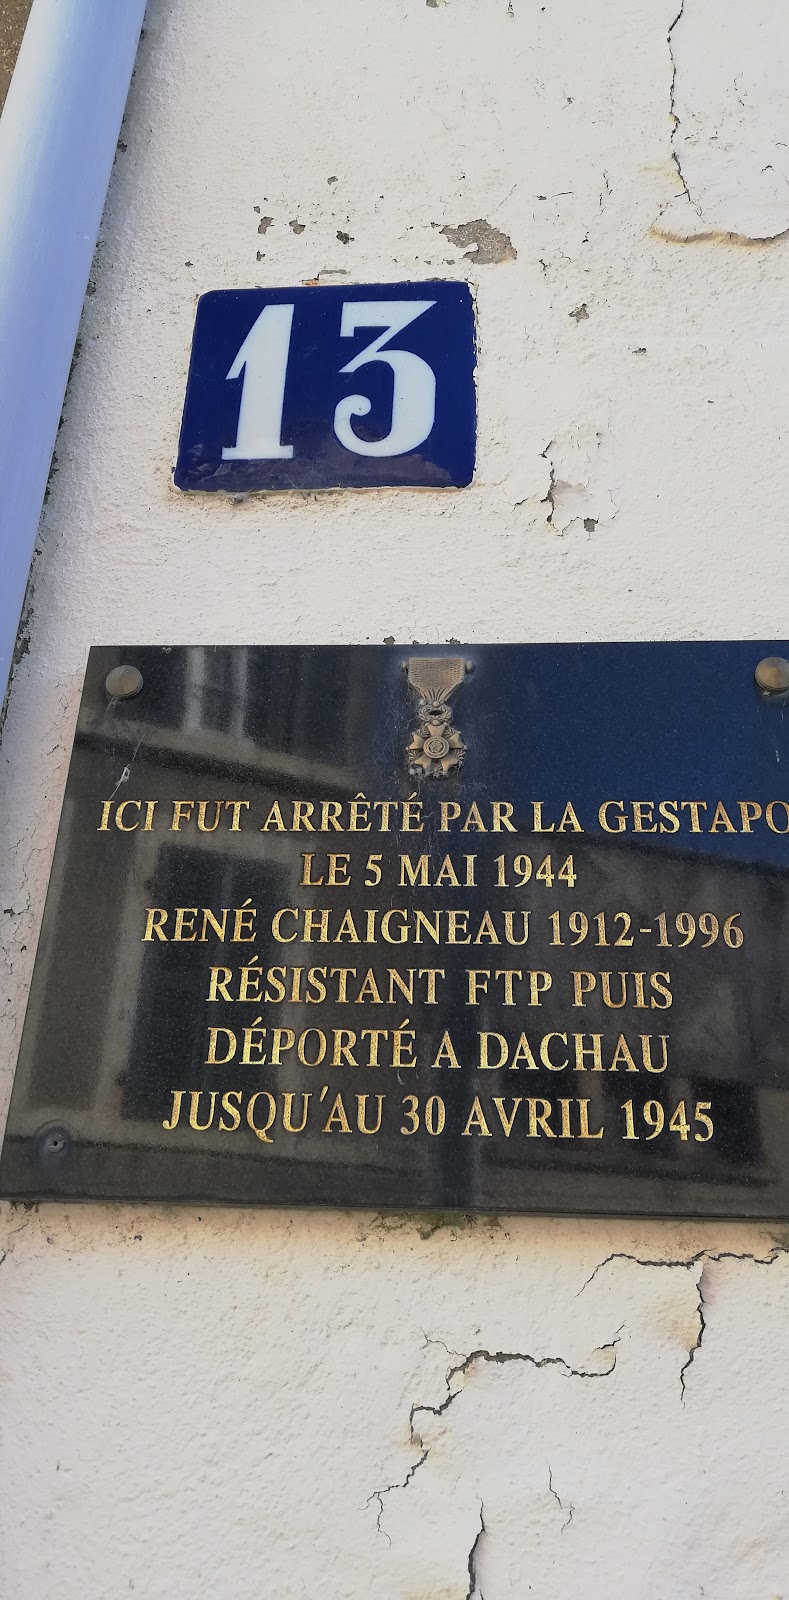 13
ICI FUT ARRÊTÉ PAR LA GESTAPO
LE 5 MAI 1944
RENÉ CHAIGNEAU 1912-1996
RÉSISTANT FTP PUIS
DÉPORTÉ A DACHAU
JUSQU'AU 30 AVRIL 1945